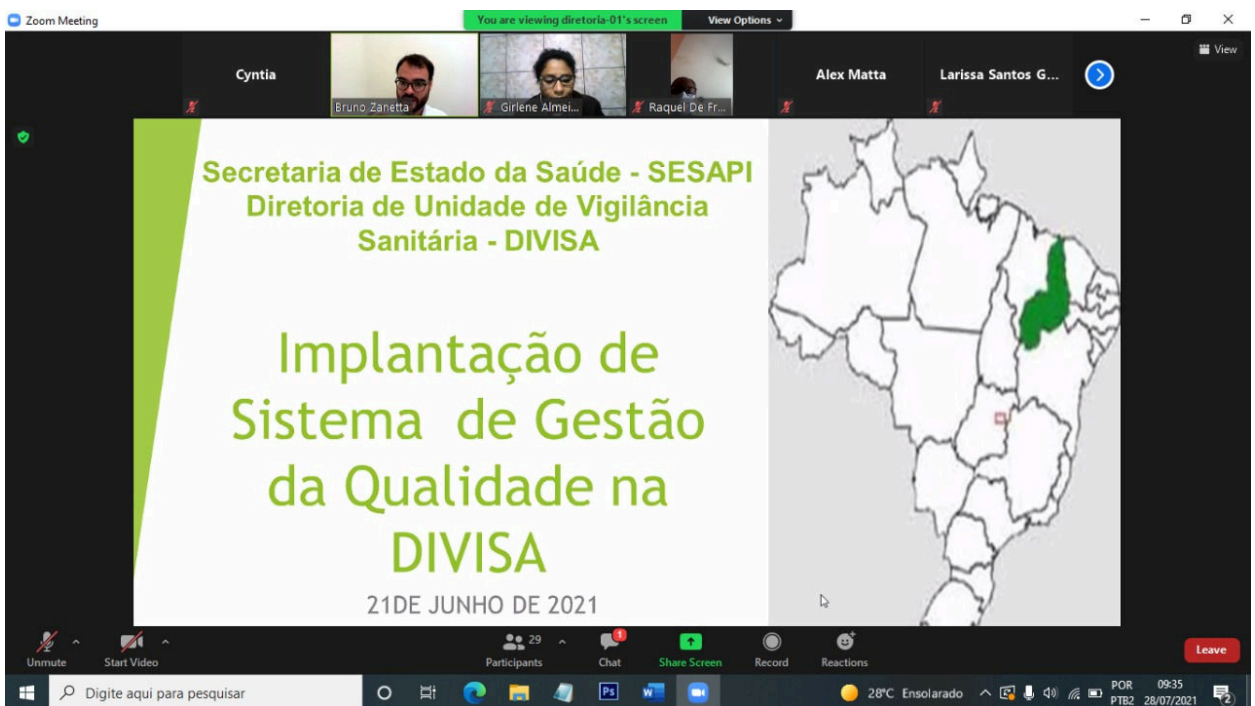 Zoom Meeting
You are viewing diretoria-01's screen
View Options
View
Cyntia
Bruno Zanetta
Girlene Almei...
Raquel De Fr...
Alex Matta
Larissa Santos G...
Secretaria de Estado da Saúde - SESAPI
Diretoria de Unidade de Vigilância
Sanitária - DIVISA
Implantação de
Sistema de Gestão
da Qualidade na
DIVISA
21DE JUNHO DE 2021
Unmute
Start Video
29
Participants
1
Chat
Share Screen
Record
Reactions
Leave
Digite aqui para pesquisar
Ps
W
28°C Ensolarado
POR
PTB2
09:35
28/07/2021
2